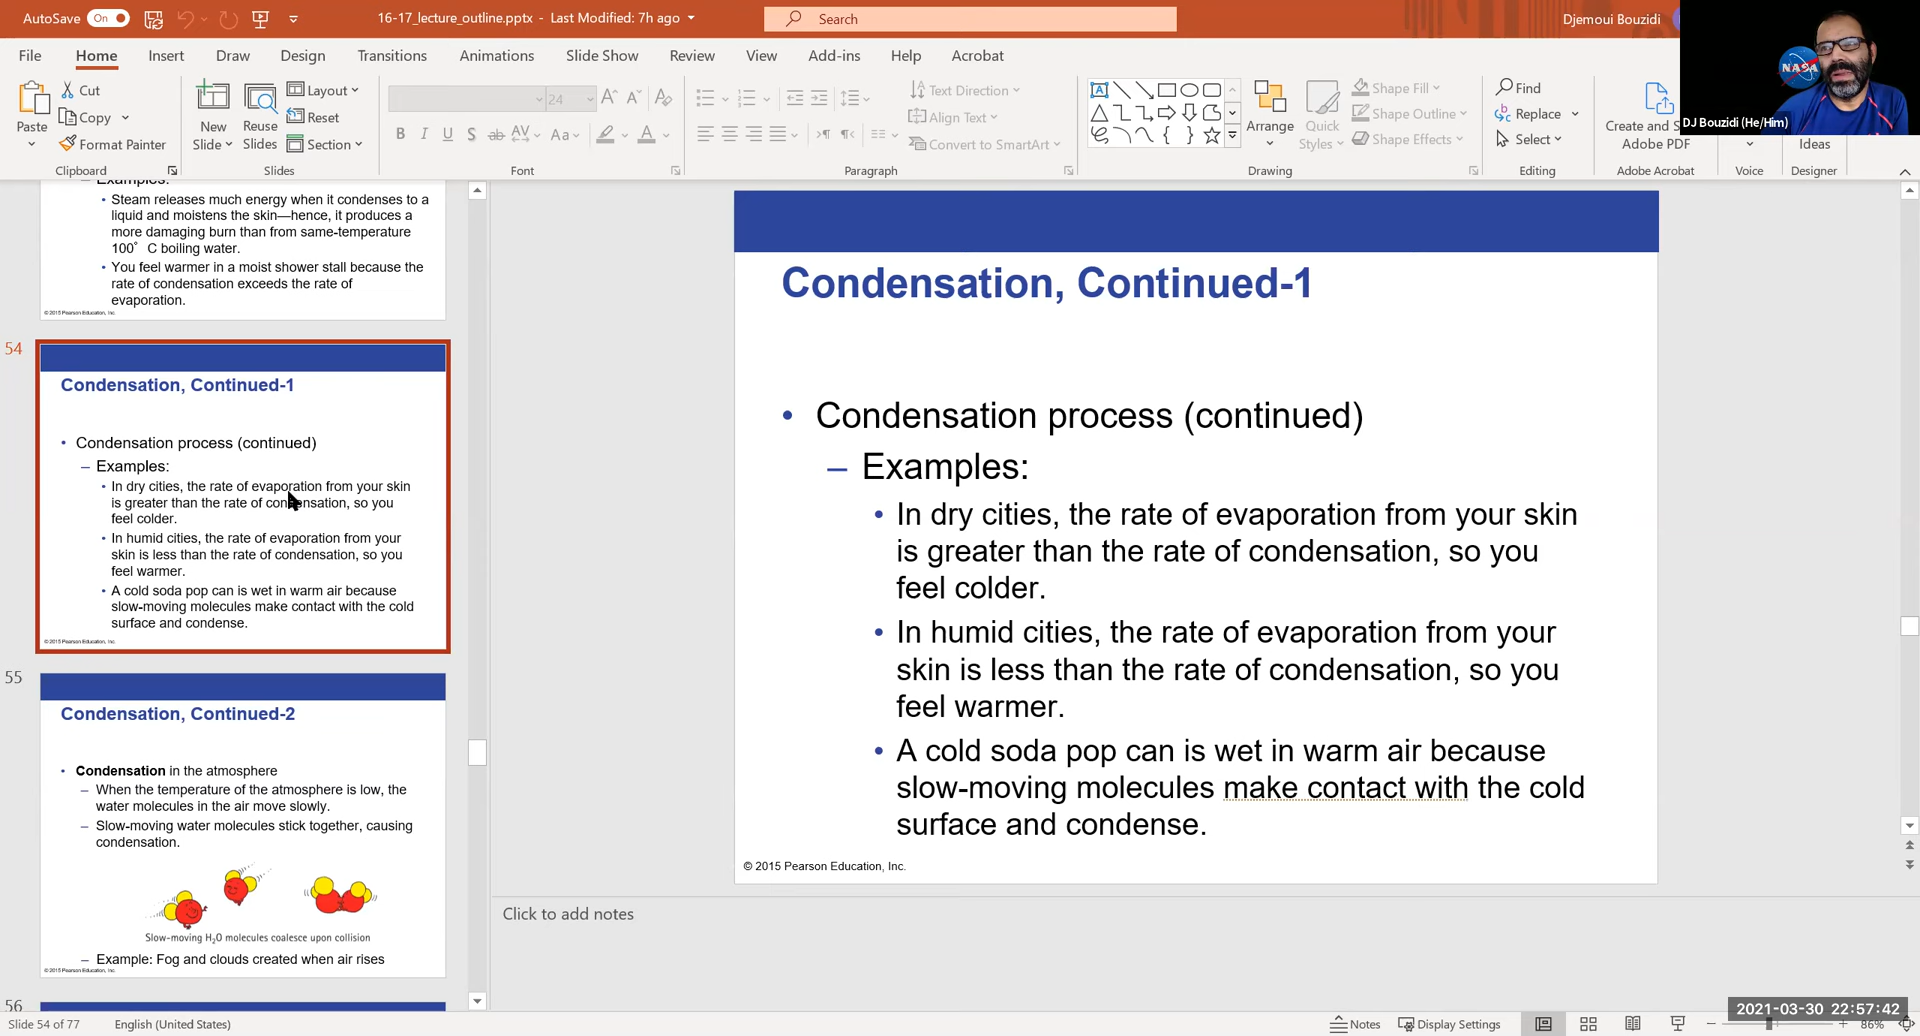 AutoSave On 16-17_lecture_outline.pptx - Last Modified: 7h ago Search Djemoui Bouzidi
File Home Insert Draw Design Transitions Animations Slide Show Review View Add-ins Help Acrobat
Paste
Cut
Copy
Format Painter
Clipboard
New Slide
Reuse Slides
Layout
Reset
Section
Slides
24
B I U S ab AV Aa A
Font
Text Direction
Align Text
Convert to SmartArt
Paragraph
Arrange
Quick Styles
Shape Fill
Shape Outline
Shape Effects
Drawing
Find
Replace
Select
Editing
Create and S
Adobe PDF
Adobe Acrobat
Voice
Ideas
Designer
NASA
DJ Bouzidi (He/Him)
– Examples:
• Steam releases much energy when it condenses to a
liquid and moistens the skin—hence, it produces a
more damaging burn than from same-temperature
100° C boiling water.
• You feel warmer in a moist shower stall because the
rate of condensation exceeds the rate of
evaporation.
© 2015 Pearson Education, Inc.
54
Condensation, Continued-1
• Condensation process (continued)
– Examples:
• In dry cities, the rate of evaporation from your skin
is greater than the rate of condensation, so you
feel colder.
• In humid cities, the rate of evaporation from your
skin is less than the rate of condensation, so you
feel warmer.
• A cold soda pop can is wet in warm air because
slow-moving molecules make contact with the cold
surface and condense.
© 2015 Pearson Education, Inc.
55
Condensation, Continued-2
• Condensation in the atmosphere
– When the temperature of the atmosphere is low, the
water molecules in the air move slowly.
– Slow-moving water molecules stick together, causing
condensation.
Slow-moving H₂O molecules coalesce upon collision
– Example: Fog and clouds created when air rises
© 2015 Pearson Education, Inc.
56
Condensation, Continued-1
• Condensation process (continued)
– Examples:
• In dry cities, the rate of evaporation from your skin
is greater than the rate of condensation, so you
feel colder.
• In humid cities, the rate of evaporation from your
skin is less than the rate of condensation, so you
feel warmer.
• A cold soda pop can is wet in warm air because
slow-moving molecules make contact with the cold
surface and condense.
© 2015 Pearson Education, Inc.
Click to add notes
2021-03-30 22:57:42
Slide 54 of 77 English (United States) Notes Display Settings 86%